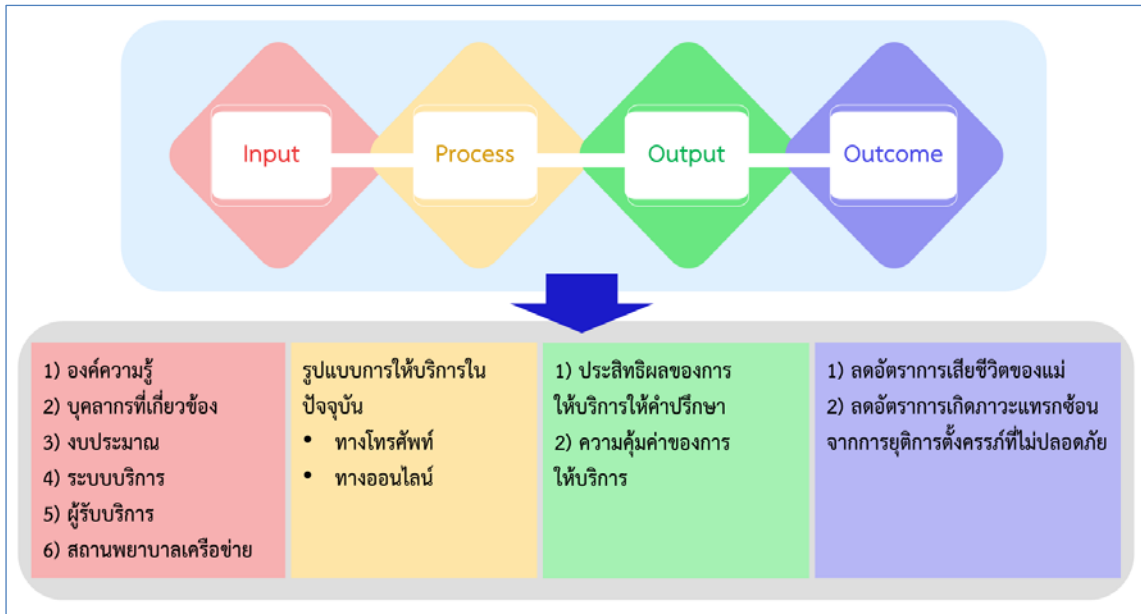 Input
Process
Output
Outcome
1) องค์ความรู้
2) บุคลากรที่เกี่ยวข้อง
3) งบประมาณ
4) ระบบบริการ
5) ผู้รับบริการ
6) สถานพยาบาลเครือข่าย
รูปแบบการให้บริการใน
ปัจจุบัน
• ทางโทรศัพท์
• ทางออนไลน์
1) ประสิทธิผลของการ
ให้บริการให้คำปรึกษา
2) ความคุ้มค่าของการ
ให้บริการ
1) ลดอัตราการเสียชีวิตของแม่
2) ลดอัตราการเกิดภาวะแทรกซ้อน
จากการยุติการตั้งครรภ์ที่ไม่ปลอดภัย